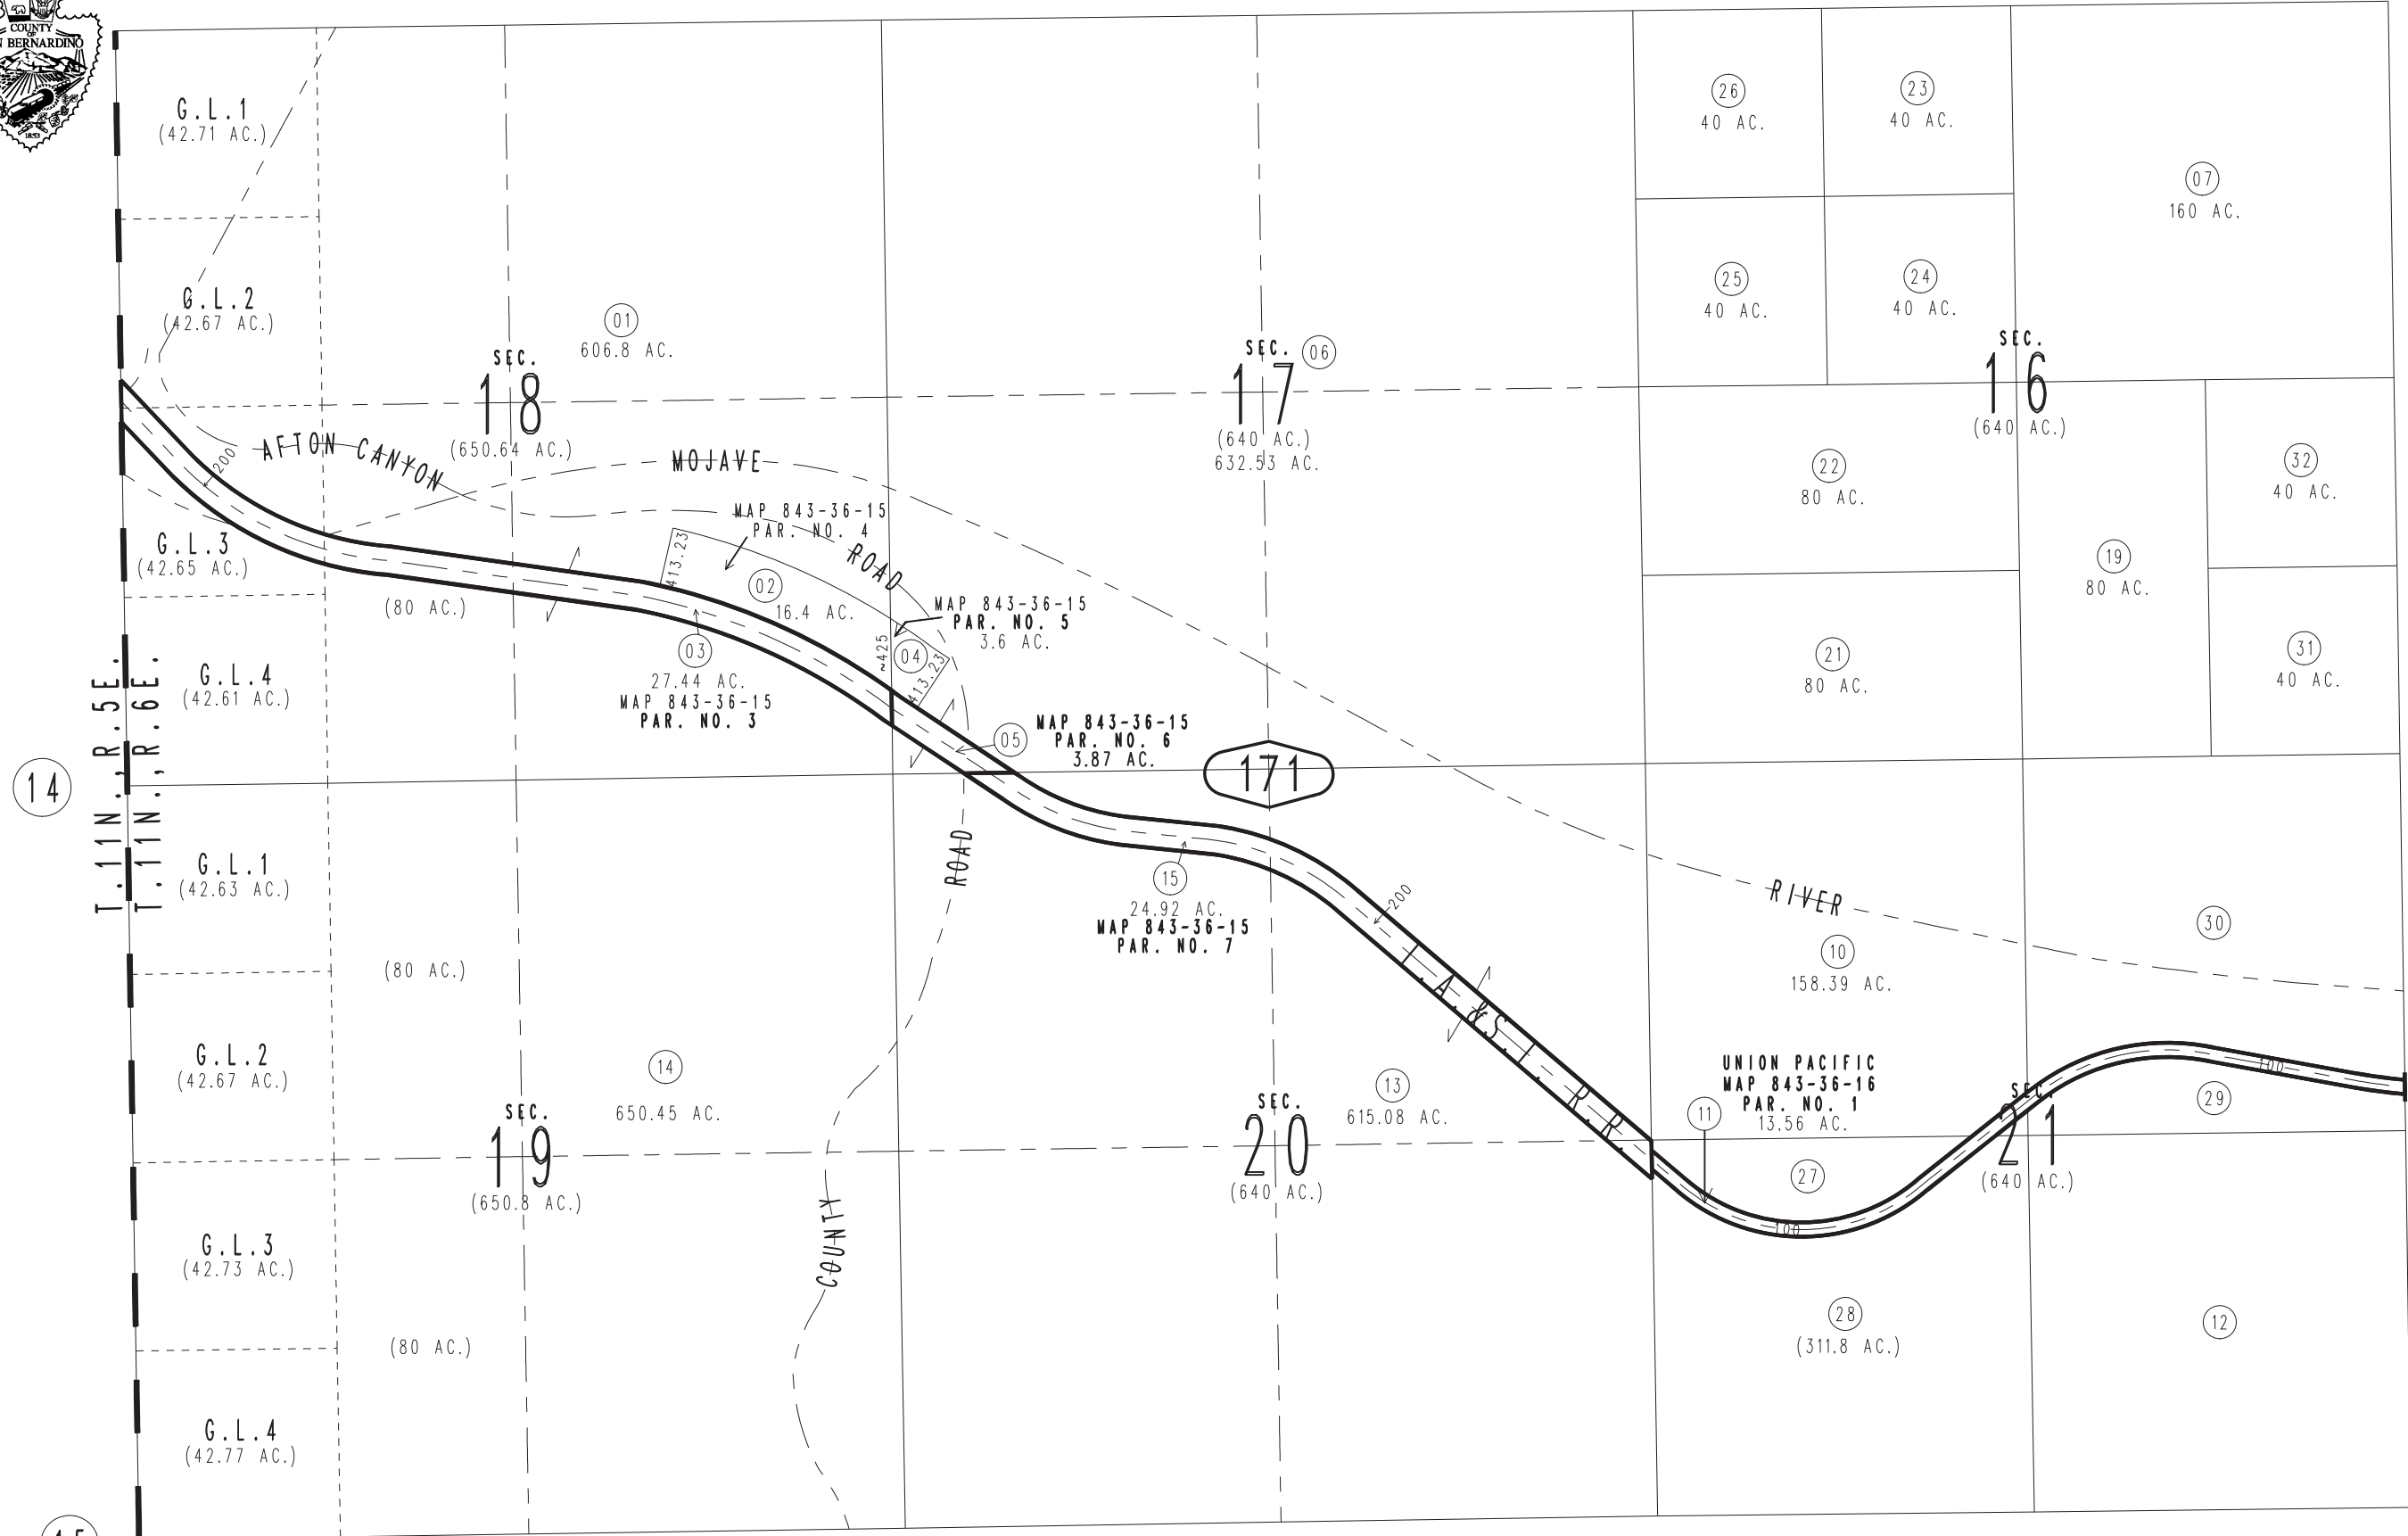 COUNTY
OF
N BERNARDINO
1853
G.L.1
(42.71 AC.)
G.L.2
(42.67 AC.)
G.L.3
(42.65 AC.)
G.L.4
(42.61 AC.)
SEC.
18
(650.64 AC.)
01
606.8 AC.
(80 AC.)
AFTON CANYON
ROAD
MOJAVE
200
MAP 843-36-15
PAR. NO. 4
413.23
02
16.4 AC.
03
27.44 AC.
MAP 843-36-15
PAR. NO. 3
MAP 843-36-15
PAR. NO. 5
3.6 AC.
~425
04
413.23
05
MAP 843-36-15
PAR. NO. 6
3.87 AC.
SEC.
17
06
(640 AC.)
632.53 AC.
26
40 AC.
23
40 AC.
25
40 AC.
24
40 AC.
07
160 AC.
SEC.
16
(640 AC.)
22
80 AC.
21
80 AC.
19
80 AC.
32
40 AC.
31
40 AC.
T.11N.,R.5E.
T.11N.,R.6E.
14
171
G.L.1
(42.63 AC.)
G.L.2
(42.67 AC.)
G.L.3
(42.73 AC.)
G.L.4
(42.77 AC.)
(80 AC.)
(80 AC.)
SEC.
19
(650.8 AC.)
14
650.45 AC.
COUNTY
ROAD
15
24.92 AC.
MAP 843-36-15
PAR. NO. 7
200
L.A.&S.L.R.R.
SEC.
20
(640 AC.)
13
615.08 AC.
RIVER
10
158.39 AC.
30
UNION PACIFIC
MAP 843-36-16
PAR. NO. 1
13.56 AC.
11
SEC.
21
(640 AC.)
27
100
100
29
28
(311.8 AC.)
12
15